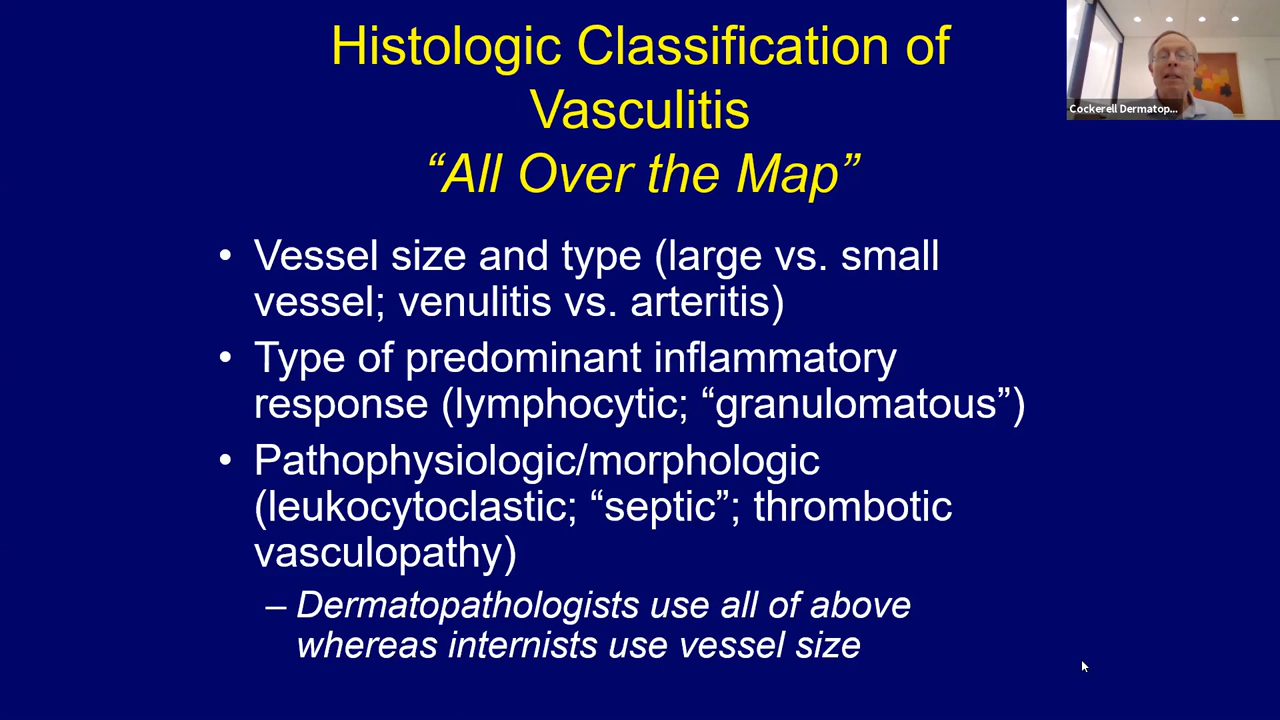 Histologic Classification of
Vasculitis
“All Over the Map”
Cockerell Dermatop...
• Vessel size and type (large vs. small
vessel; venulitis vs. arteritis)
• Type of predominant inflammatory
response (lymphocytic; “granulomatous”)
• Pathophysiologic/morphologic
(leukocytoclastic; “septic”; thrombotic
vasculopathy)
– Dermatopathologists use all of above
whereas internists use vessel size